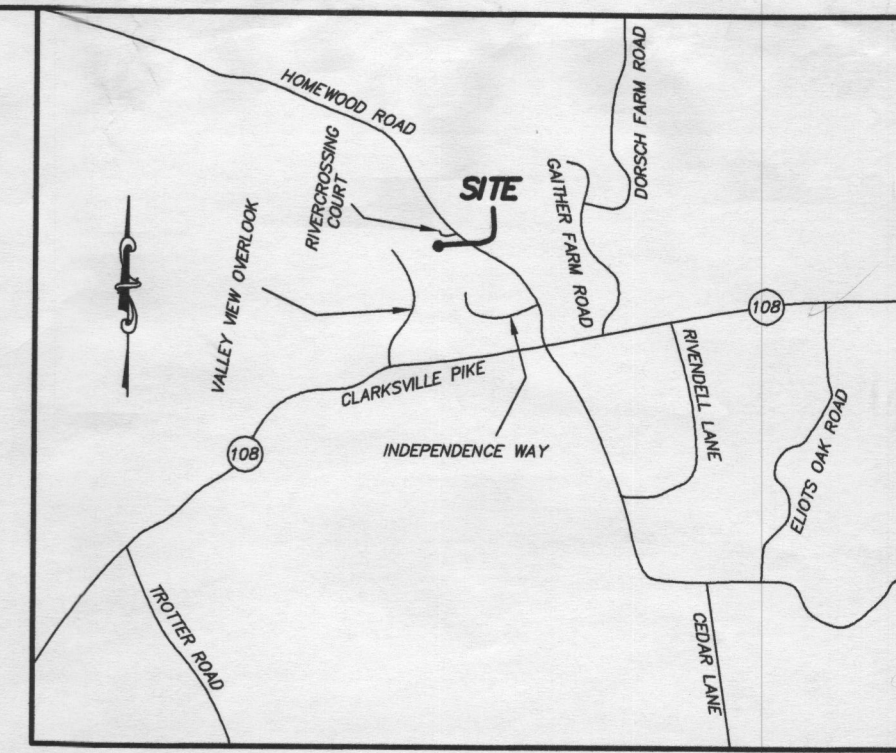 HOMEWOOD ROAD
DORSCH FARM ROAD
RIVERCROSSING
COURT
SITE
GAITHER FARM ROAD
VALLEY VIEW OVERLOOK
108
CLARKSVILLE PIKE
RIVENDELL LANE
INDEPENDENCE WAY
108
ELIOTS OAK ROAD
TROTTER ROAD
CEDAR LANE